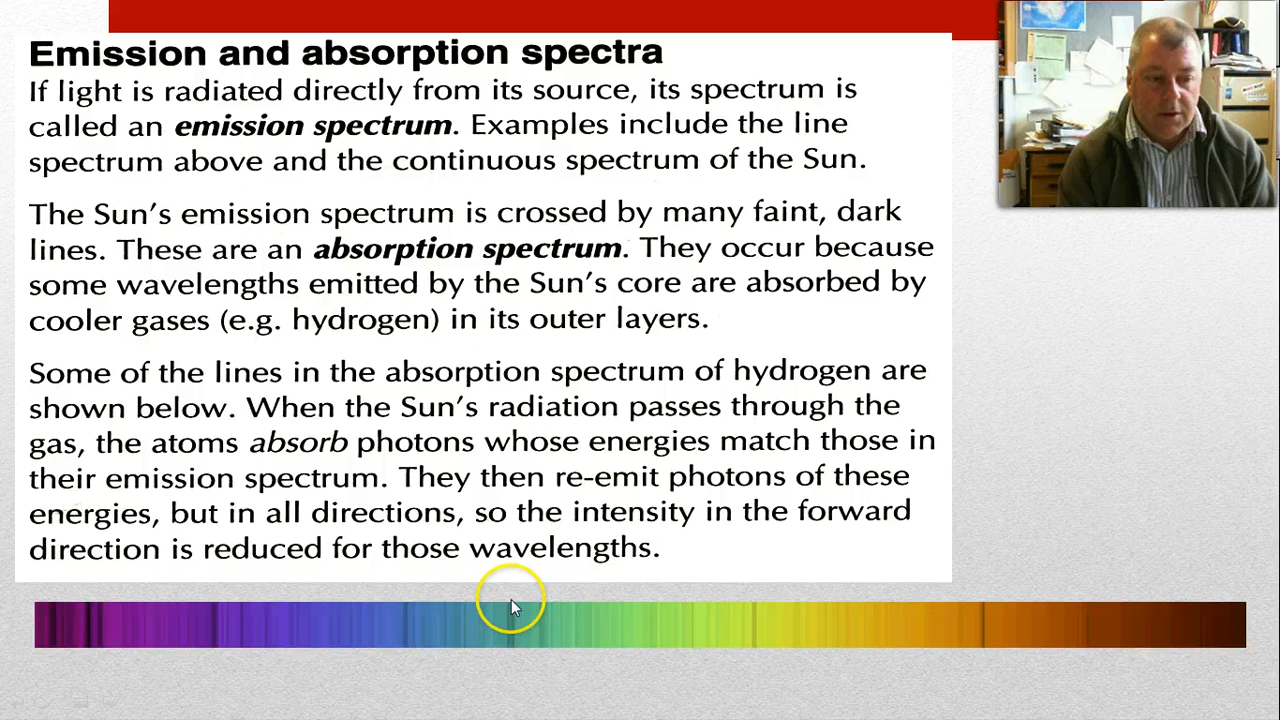 Emission and absorption spectra
If light is radiated directly from its source, its spectrum is
called an emission spectrum. Examples include the line
spectrum above and the continuous spectrum of the Sun.
The Sun's emission spectrum is crossed by many faint, dark
lines. These are an absorption spectrum. They occur because
some wavelengths emitted by the Sun's core are absorbed by
cooler gases (e.g. hydrogen) in its outer layers.
Some of the lines in the absorption spectrum of hydrogen are
shown below. When the Sun's radiation passes through the
gas, the atoms absorb photons whose energies match those in
their emission spectrum. They then re-emit photons of these
energies, but in all directions, so the intensity in the forward
direction is reduced for those wavelengths.